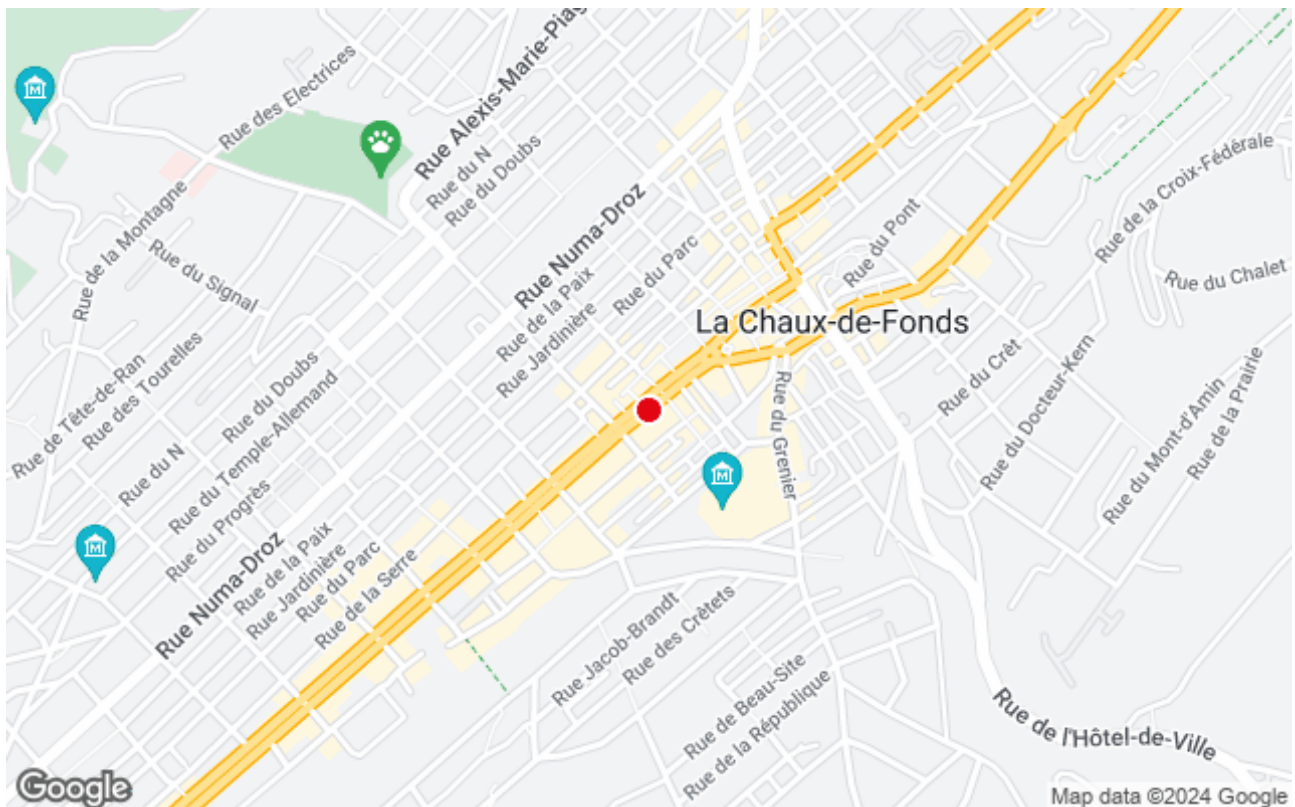 Rue des Electrices
Rue Alexis-Marie-Piag
Rue du N
Rue du Doubs
Rue de la Montagne
Rue du Signal
Rue Numa-Droz
Rue de la Paix
Rue Jardinière
Rue du Parc
Rue du Pont
Rue de la Croix-Fédérale
Rue du Chalet
La Chaux-de-Fonds
Rue de Tête-de-Ran
Rue des Tourelles
Rue du Doubs
Rue du Temple-Allemand
Rue du N
Rue du Progrès
Rue Numa-Droz
Rue de la Paix
Rue Jardinière
Rue du Parc
Rue de la Serre
Rue du Grenier
Rue du Crêt
Rue du Docteur-Kern
Rue du Mont-d'Amin
Rue de la Prairie
Rue Jacob-Brandt
Rue des Crêtets
Rue de Beau-Site
Rue de la République
Rue de l'Hôtel-de-Ville
M
M
M
Google
Map data ©2024 Google